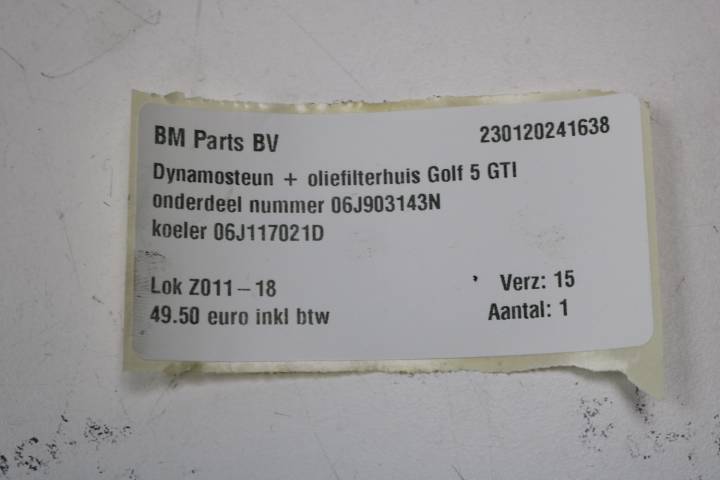 BM Parts BV 230120241638
Dynamosteun + oliefilterhuis Golf 5 GTI
onderdeel nummer 06J903143N
koeler 06J117021D
Lok Z011-18 Verz: 15
49.50 euro inkl btw Aantal: 1